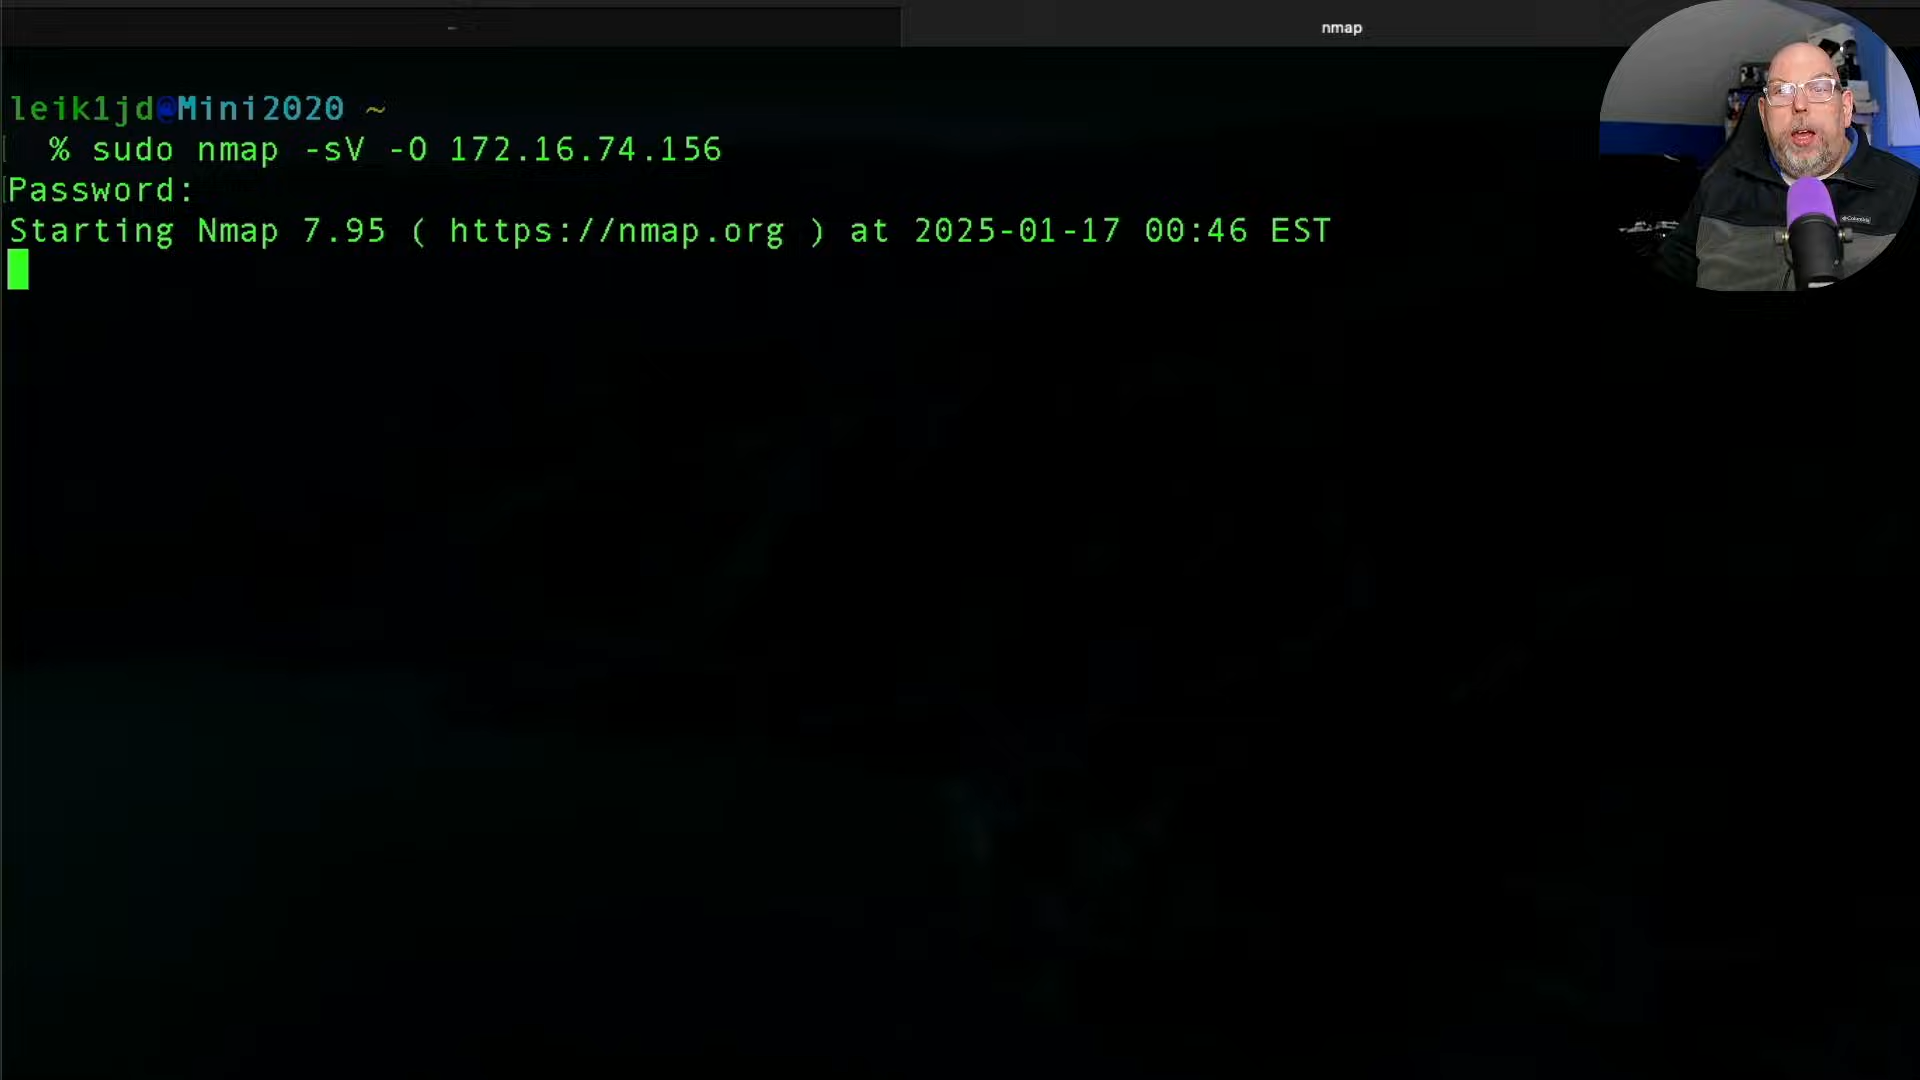 nmap
leik1jd@Mini2020 ~
% sudo nmap -sV -O 172.16.74.156
Password:
Starting Nmap 7.95 ( https://nmap.org ) at 2025-01-17 00:46 EST
Columbia